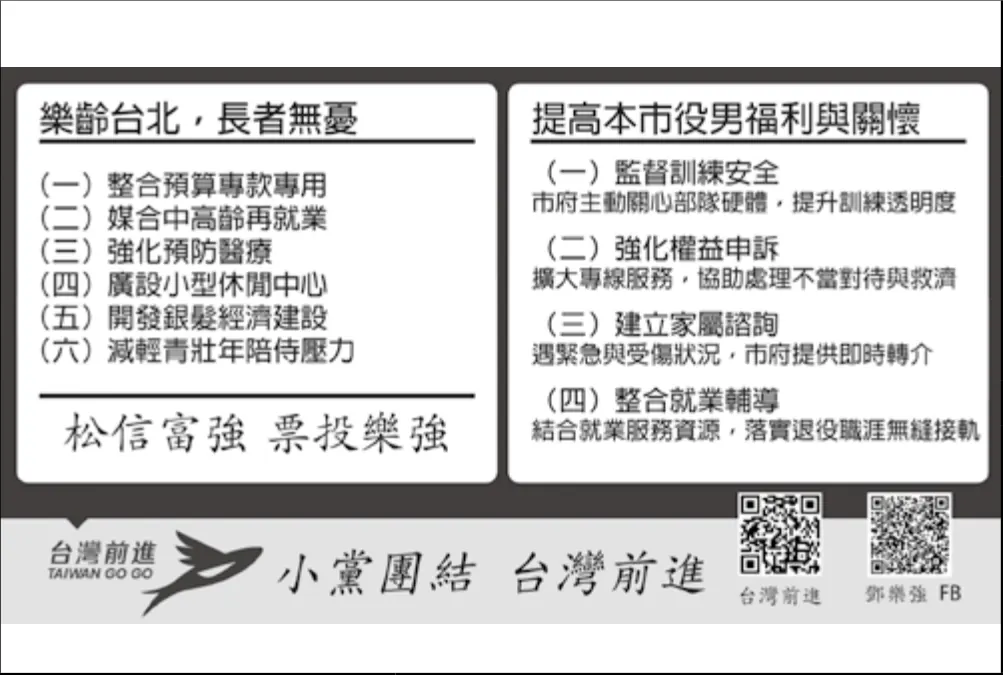 樂齡台北，長者無憂
（一）整合預算專款專用
（二）媒合中高齡再就業
（三）強化預防醫療
（四）廣設小型休閒中心
（五）開發銀髮經濟建設
（六）減輕青壯年陪侍壓力
松信富強 票投樂強
提高本市役男福利與關懷
（一）監督訓練安全
市府主動關心部隊硬體，提升訓練透明度
（二）強化權益申訴
擴大專線服務，協助處理不當對待與救濟
（三）建立家屬諮詢
遇緊急與受傷狀況，市府提供即時轉介
（四）整合就業輔導
結合就業服務資源，落實退役職涯無縫接軌
台灣前進
TAIWAN GO GO
小黨團結 台灣前進
台灣前進
鄧樂強 FB